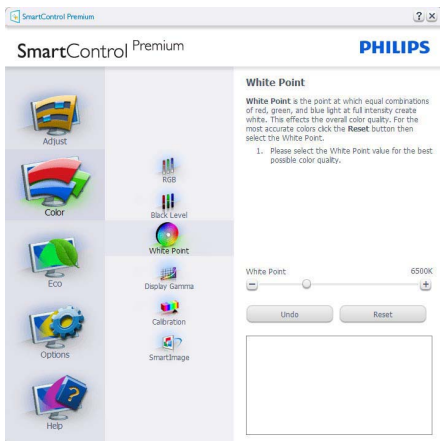 SmartControl Premium
SmartControl Premium
PHILIPS
Adjust
Color
Eco
Options
Help
RGB
Black Level
White Point
Display Gamma
Calibration
SmartImage
White Point
White Point is the point at which equal combinations
of red, green, and blue light at full intensity create
white. This effects the overall color quality. For the
most accurate colors click the Reset button then
select the White Point.
1. Please select the White Point value for the best
possible color quality.
White Point 6500K
Undo Reset